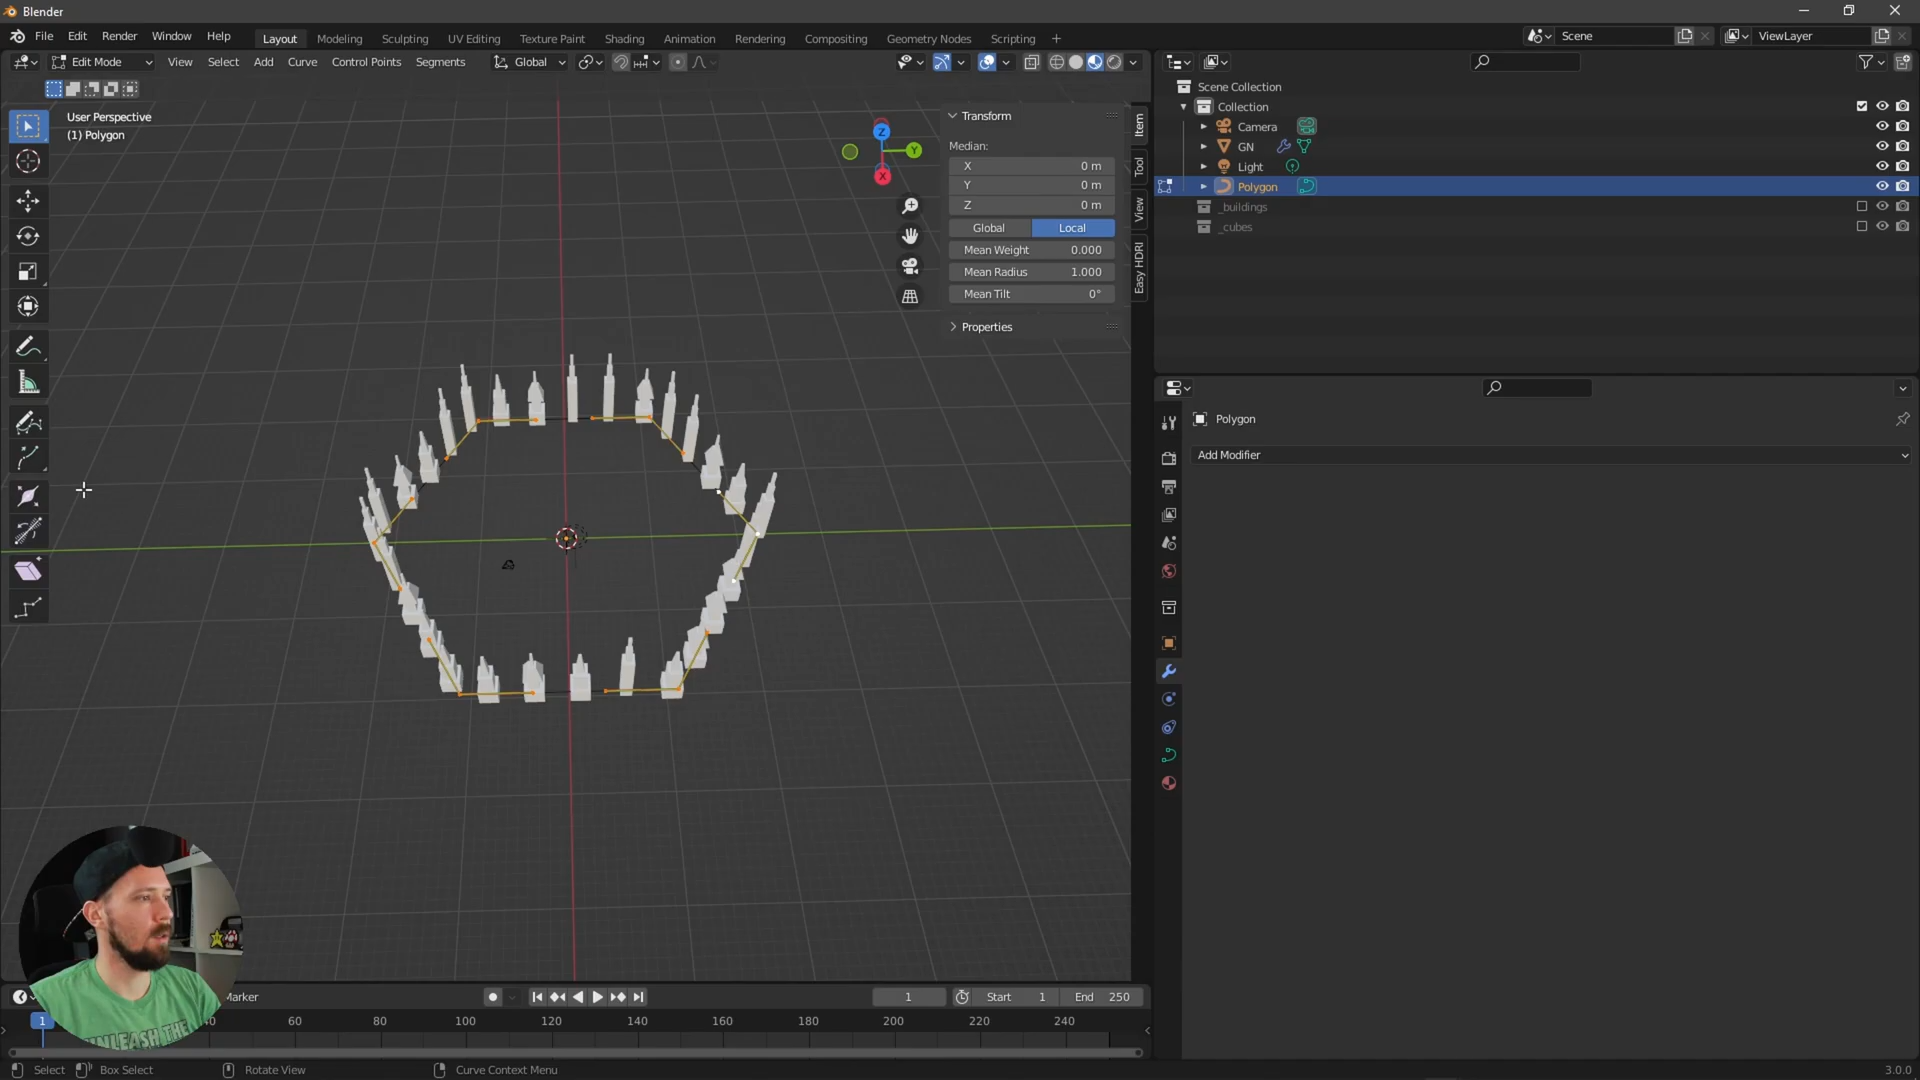 Blender
File Edit Render Window Help
Layout Modeling Sculpting UV Editing Texture Paint Shading Animation Rendering Compositing Geometry Nodes Scripting
Scene
ViewLayer
Edit Mode View Select Add Curve Control Points Segments Global
User Perspective
(1) Polygon
Z
Y
X
Transform
Median:
X 0 m
Y 0 m
Z 0 m
Global Local
Mean Weight 0.000
Mean Radius 1.000
Mean Tilt 0°
Properties
Item
Tool
View
Easy HDRI
Scene Collection
Collection
Camera
GN
Light
Polygon
_buildings
_cubes
Polygon
Add Modifier
Marker
1
Start 1
End 250
1 40 60 80 100 120 140 160 180 200 220 240
UNLEASH THE
Select Box Select Rotate View Curve Context Menu
3.0.0